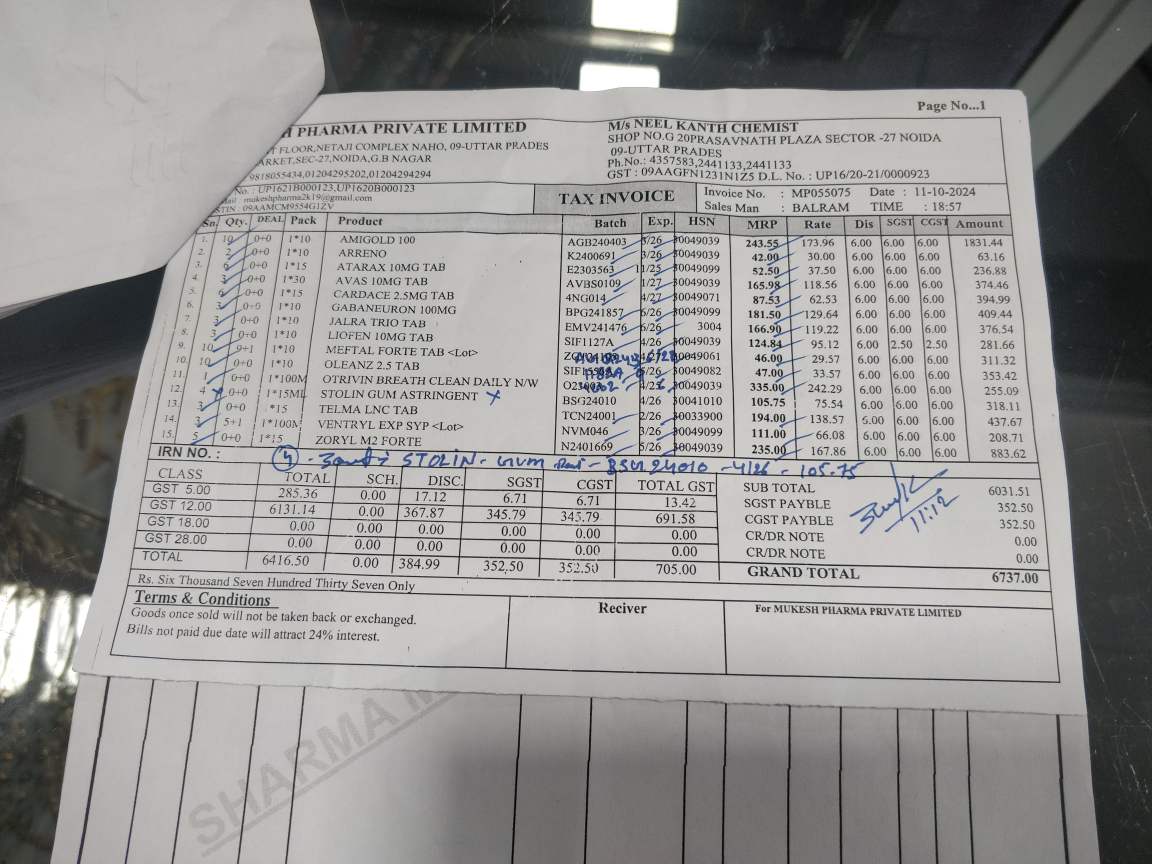 Page No...1
H PHARMA PRIVATE LIMITED
T FLOOR,NETAJI COMPLEX NAHO, 09-UTTAR PRADES
ARKET,SEC-27,NOIDA,G.B NAGAR
9818055434,01204295202,01204294294
No. : UP1621B000123,UP1620B000123
ail : mukeshpharma2k19@gmail.com
STIN : 09AAMCM9554G1ZV
M/s NEEL KANTH CHEMIST
SHOP NO.G 20PRASAVNATH PLAZA SECTOR -27 NOIDA
09-UTTAR PRADES
Ph.No.: 4357583,2441133,2441133
GST : 09AAGFN1231N1Z5 D.L. No. : UP16/20-21/0000923
TAX INVOICE
Invoice No. : MP055075 Date : 11-10-2024
Sales Man : BALRAM TIME : 18:57
Sn. Qty. DEAL Pack Product Batch Exp. HSN MRP Rate Dis SGST CGST Amount
1. 10 0+0 1*10 AMIGOLD 100 AGB240403 3/26 30049039 243.55 173.96 6.00 6.00 6.00 1831.44
2. 2 0+0 1*10 ARRENO K2400691 3/26 30049039 42.00 30.00 6.00 6.00 6.00 63.16
3. 6 0+0 1*15 ATARAX 10MG TAB E2303563 11/25 30049099 52.50 37.50 6.00 6.00 6.00 236.88
4. 3 0+0 1*30 AVAS 10MG TAB AVBS0109 1/27 30049039 165.98 118.56 6.00 6.00 6.00 374.46
5. 6 0+0 1*15 CARDACE 2.5MG TAB 4NG014 4/27 30049071 87.53 62.53 6.00 6.00 6.00 394.99
6. 3 0+0 1*10 GABANEURON 100MG BPG241857 6/26 30049099 181.50 129.64 6.00 6.00 6.00 409.44
7. 3 0+0 1*10 JALRA TRIO TAB EMV241476 6/26 3004 166.90 119.22 6.00 6.00 6.00 376.54
8. 3 0+0 1*10 LIOFEN 10MG TAB SIF1127A 124.84 95.12 6.00 2.50 2.50 281.66
9. 10 9+1 1*10 MEFTAL FORTE TAB <Lot> 30049061 46.00 29.57 6.00 6.00 6.00 311.32
10. 10 0+0 1*10 OLEANZ 2.5 TAB 30049082 47.00 33.57 6.00 6.00 6.00 353.42
11. 1 0+0 1*100M OTRIVIN BREATH CLEAN DAILY N/W 30049039 335.00 242.29 6.00 6.00 6.00 255.09
12. 4 0+0 1*15ML STOLIN GUM ASTRINGENT x BSG24010 4/26 30041010 105.75 75.54 6.00 6.00 6.00 318.11
13. 3 0+0 *15 TELMA LNC TAB TCN24001 2/26 30033900 194.00 138.57 6.00 6.00 6.00 437.67
14. 3 5+1 1*100M VENTRYL EXP SYP <Lot> NVM046 3/26 30049099 111.00 66.08 6.00 6.00 6.00 208.71
15. 5 0+0 1*15 ZORYL M2 FORTE N2401669 5/26 30049039 235.00 167.86 6.00 6.00 6.00 883.62
IRN NO. :
4 - STOLIN - GUM - BSG24010 - 4/26 - 105.75
CLASS TOTAL SCH. DISC. SGST CGST TOTAL GST
GST 5.00 285.36 0.00 17.12 6.71 6.71 13.42
GST 12.00 6131.14 0.00 367.87 345.79 345.79 691.58
GST 18.00 0.00 0.00 0.00 0.00 0.00 0.00
GST 28.00 0.00 0.00 0.00 0.00 0.00 0.00
TOTAL 6416.50 0.00 384.99 352.50 352.50 705.00
SUB TOTAL 6031.51
SGST PAYBLE 352.50
CGST PAYBLE 352.50
CR/DR NOTE 0.00
CR/DR NOTE 0.00
GRAND TOTAL 6737.00
11:12
Rs. Six Thousand Seven Hundred Thirty Seven Only
Terms & Conditions
Goods once sold will not be taken back or exchanged.
Bills not paid due date will attract 24% interest.
Reciver
For MUKESH PHARMA PRIVATE LIMITED
SHARMA M